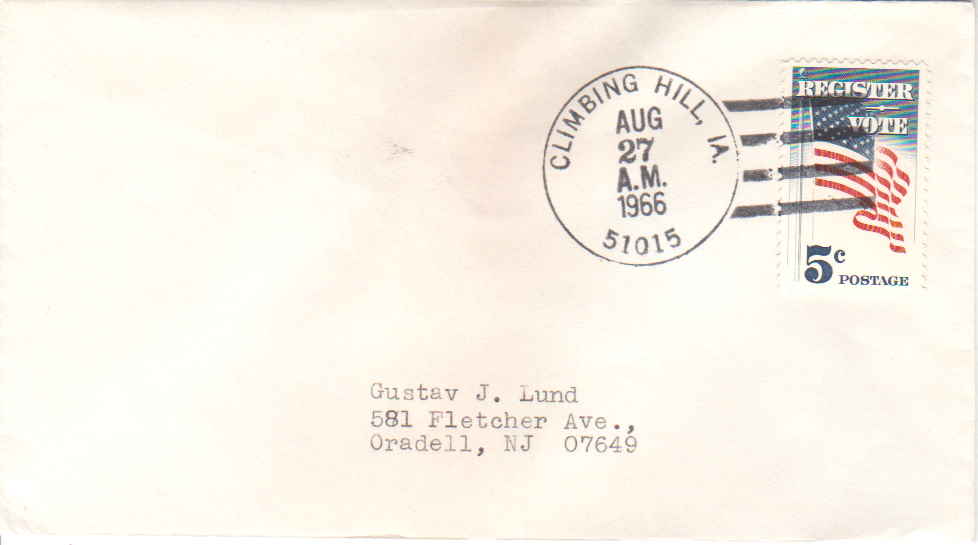 CLIMBING HILL, IA.
AUG
27
A.M.
1966
51015
REGISTER
VOTE
5c
POSTAGE
Gustav J. Lund
581 Fletcher Ave.,
Oradell, NJ 07649